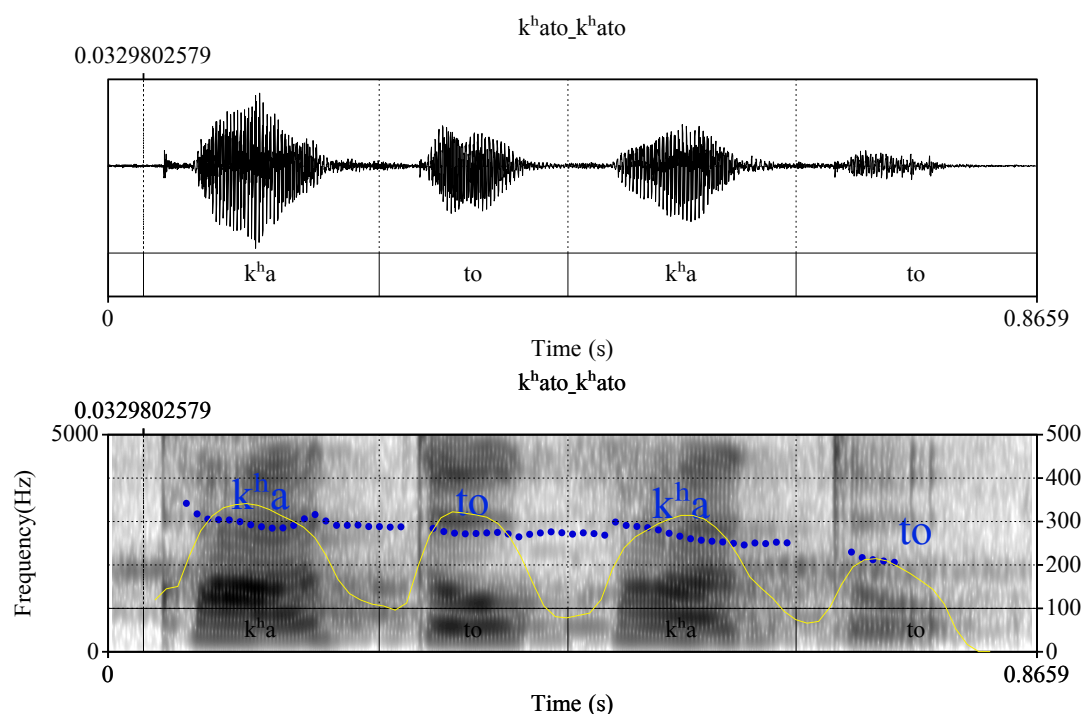 kʰato_kʰato
0.0329802579
kʰa to kʰa to
0 0.8659
Time (s)
kʰato_kʰato
0.0329802579
5000 500
400
kʰa to kʰa
300
to
200
100
kʰa to kʰa to
0 0
Frequency(Hz)
0 0.8659
Time (s)